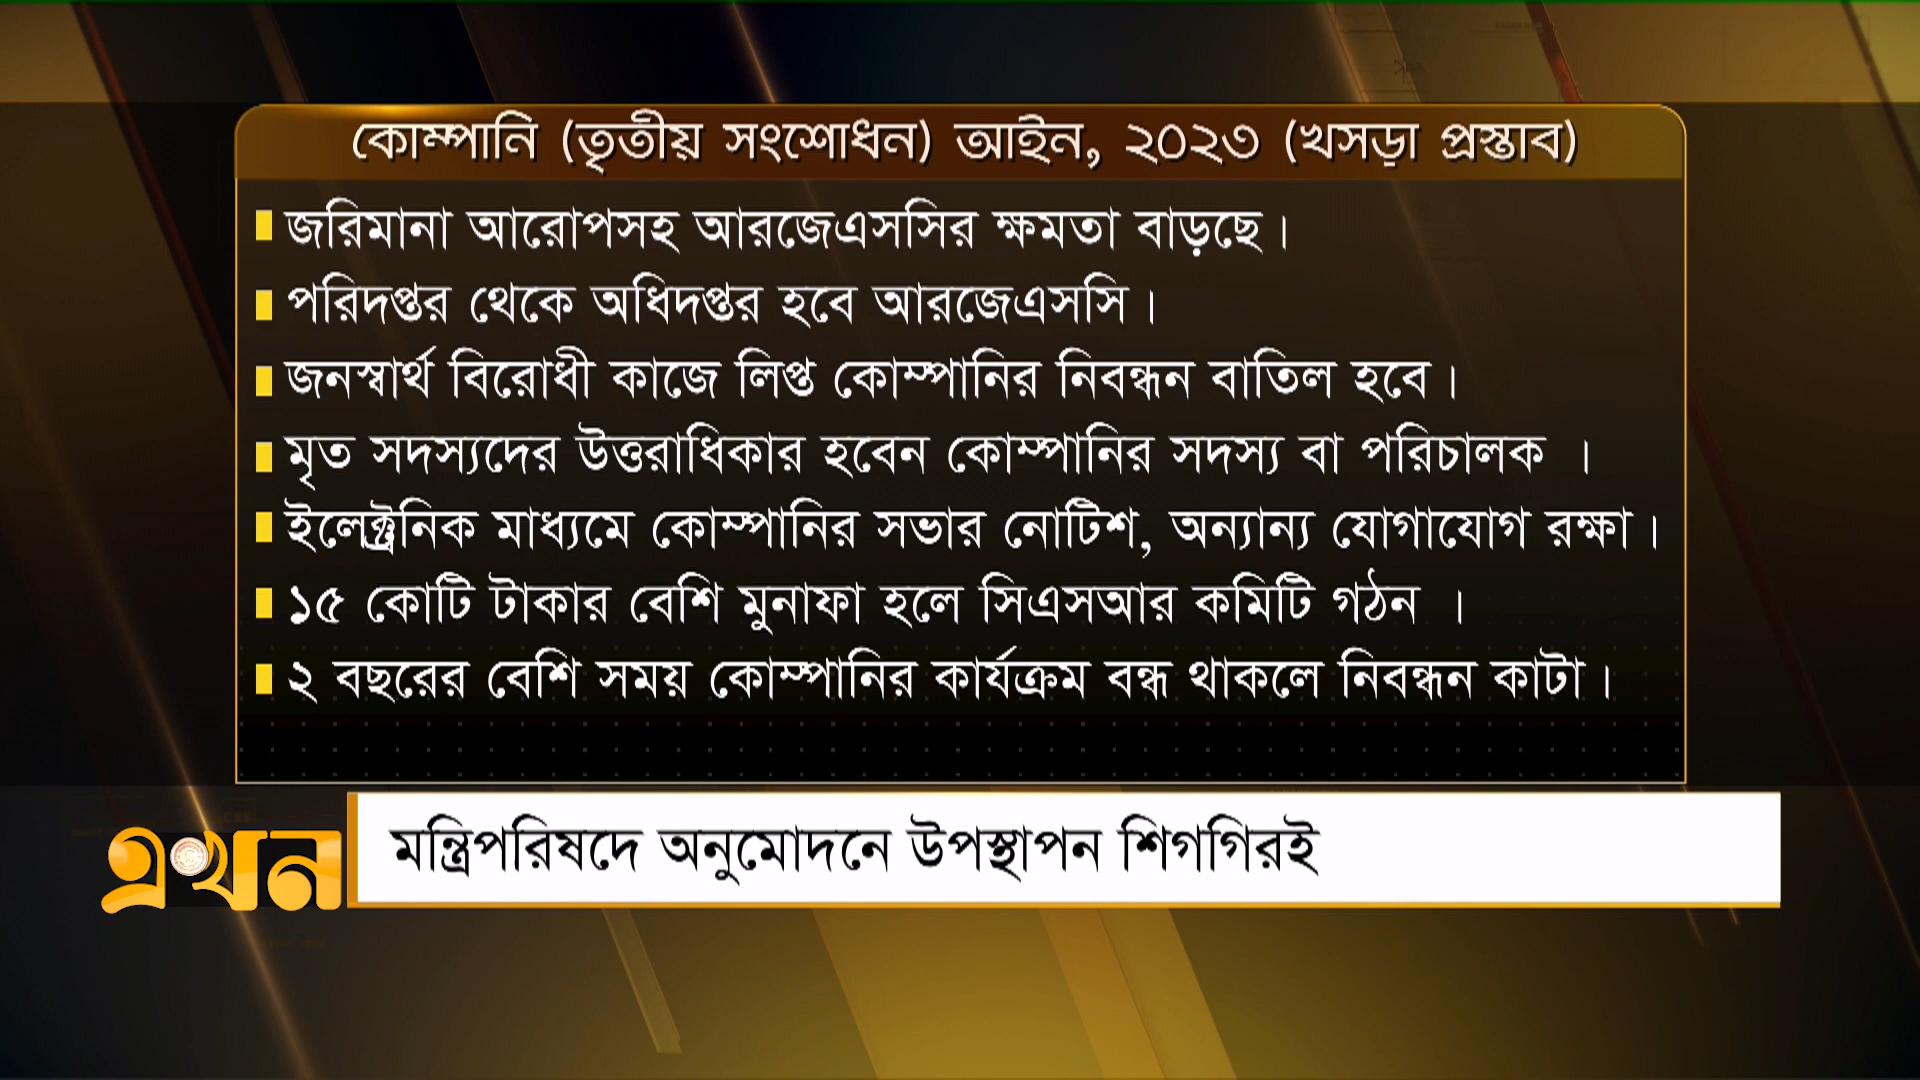 কোম্পানি (তৃতীয় সংশোধন) আইন, ২০২৩ (খসড়া প্রস্তাব)
জরিমানা আরোপসহ আরজেএসসির ক্ষমতা বাড়ছে।
পরিদপ্তর থেকে অধিদপ্তর হবে আরজেএসসি।
জনস্বার্থ বিরোধী কাজে লিপ্ত কোম্পানির নিবন্ধন বাতিল হবে।
মৃত সদস্যদের উত্তরাধিকার হবেন কোম্পানির সদস্য বা পরিচালক ।
ইলেক্ট্রনিক মাধ্যমে কোম্পানির সভার নোটিশ, অন্যান্য যোগাযোগ রক্ষা।
১৫ কোটি টাকার বেশি মুনাফা হলে সিএসআর কমিটি গঠন ।
২ বছরের বেশি সময় কোম্পানির কার্যক্রম বন্ধ থাকলে নিবন্ধন কাটা।
এখন
মন্ত্রিপরিষদে অনুমোদনে উপস্থাপন শিগগিরই